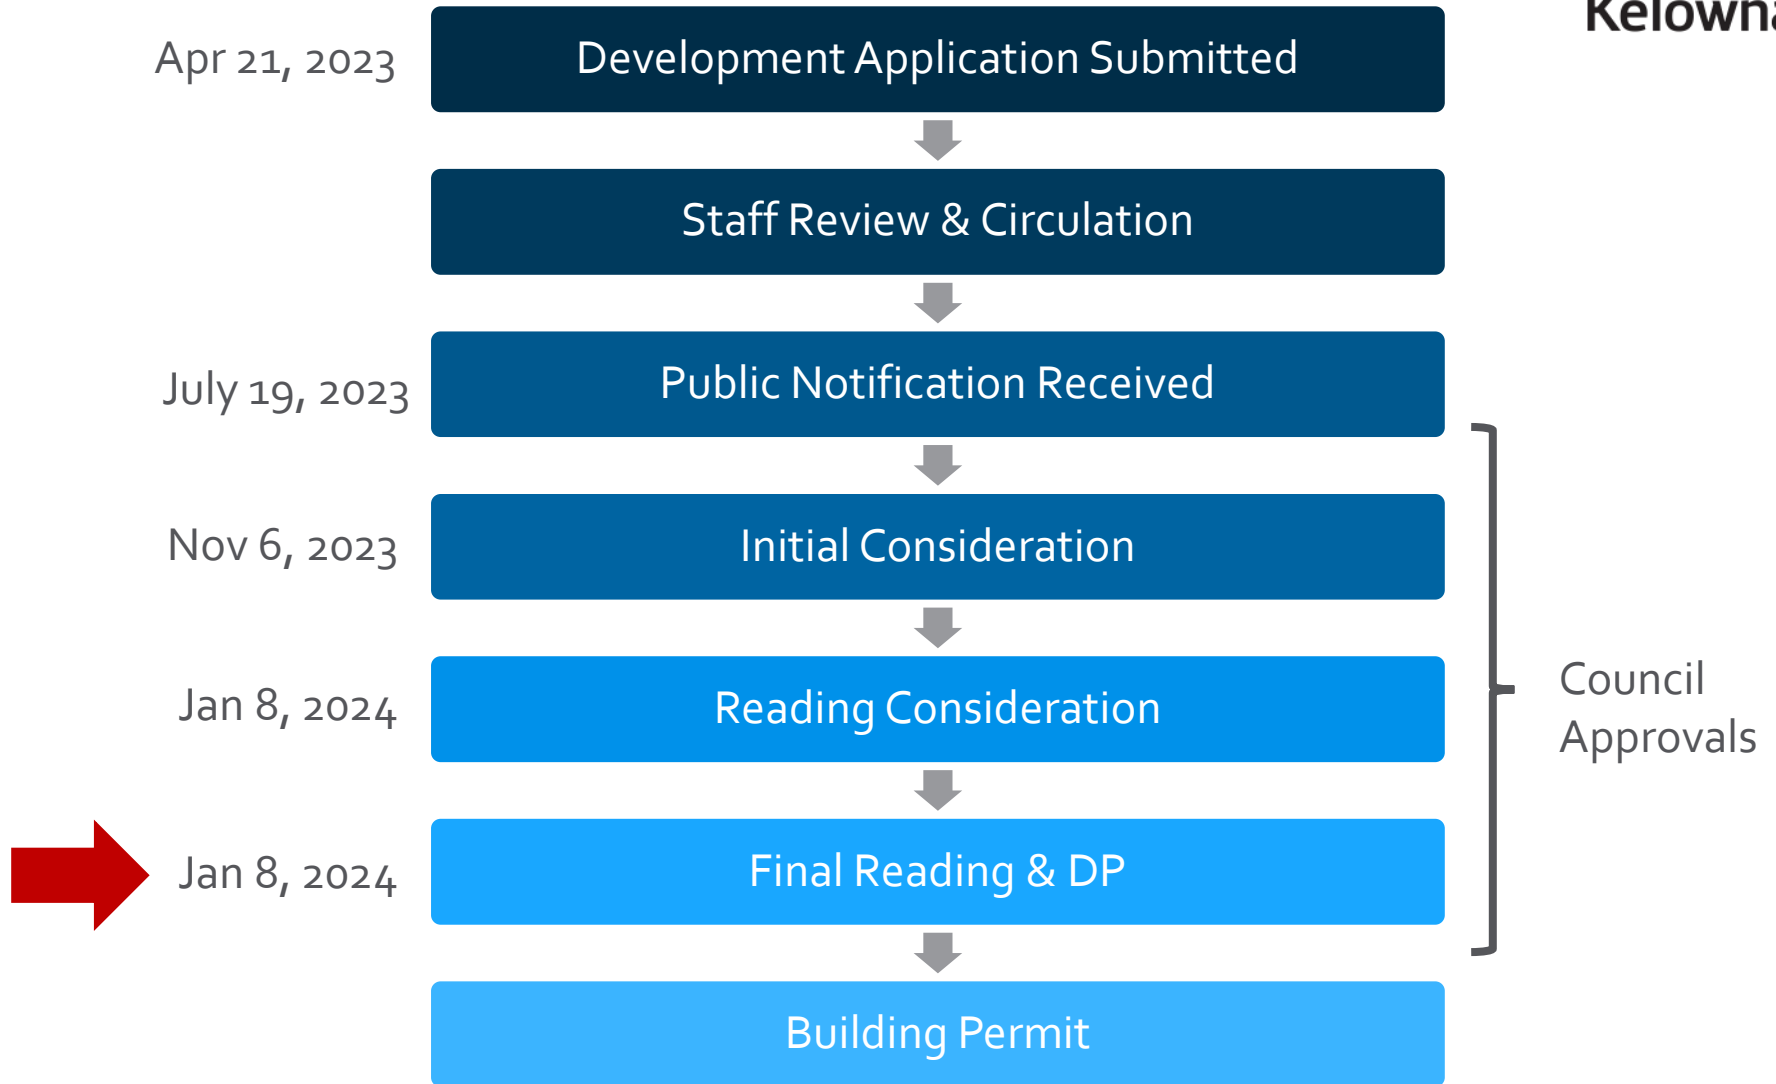 Kelowna
Apr 21, 2023
Development Application Submitted
Staff Review & Circulation
July 19, 2023
Public Notification Received
Nov 6, 2023
Initial Consideration
Jan 8, 2024
Reading Consideration
Council
Approvals
Jan 8, 2024
Final Reading & DP
Building Permit